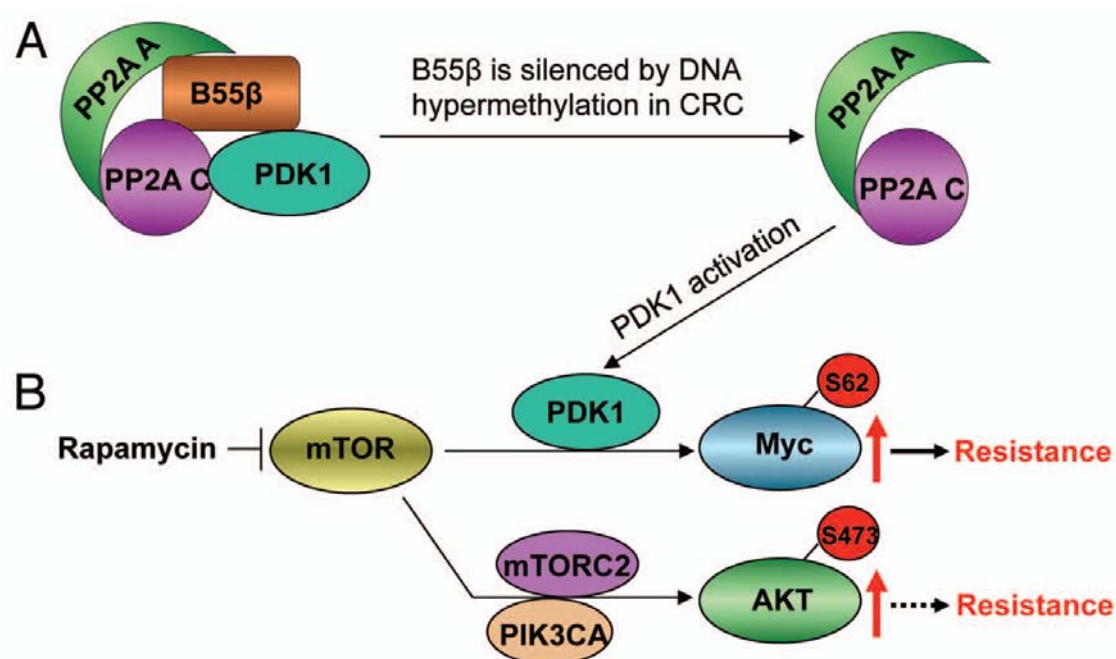 A
PP2A A
B55β
PP2A C
PDK1
B55β is silenced by DNA
hypermethylation in CRC
PP2A A
PP2A C
PDK1 activation
B
Rapamycin
mTOR
PDK1
S62
Myc
Resistance
mTORC2
PIK3CA
S473
AKT
Resistance